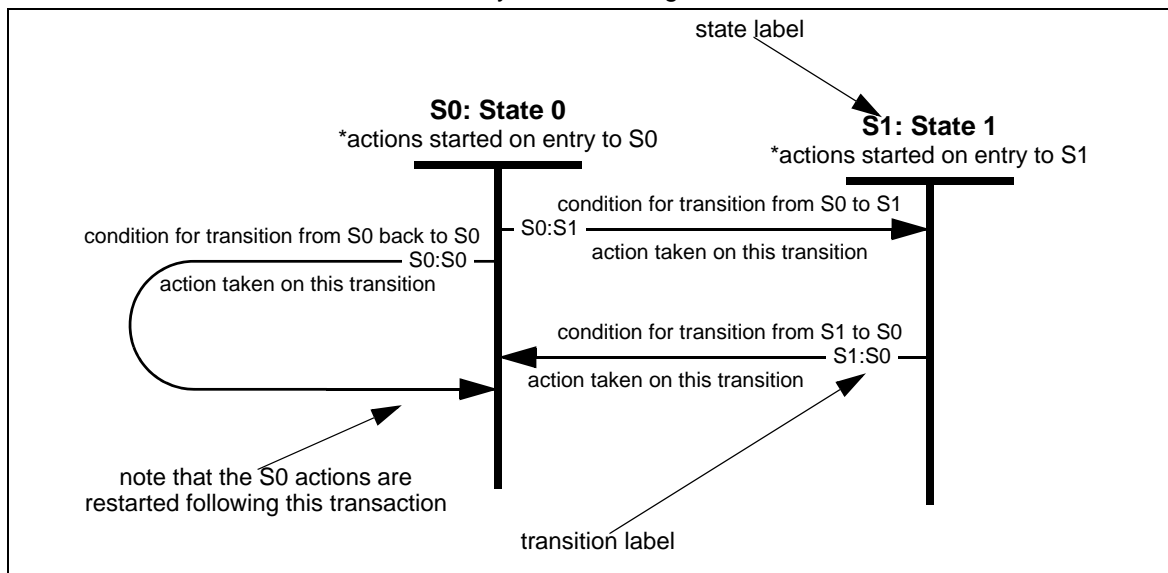 state label
S0: State 0
*actions started on entry to S0
S1: State 1
*actions started on entry to S1
condition for transition from S0 to S1
S0:S1
action taken on this transition
condition for transition from S0 back to S0
S0:S0
action taken on this transition
condition for transition from S1 to S0
S1:S0
action taken on this transition
note that the S0 actions are
restarted following this transaction
transition label